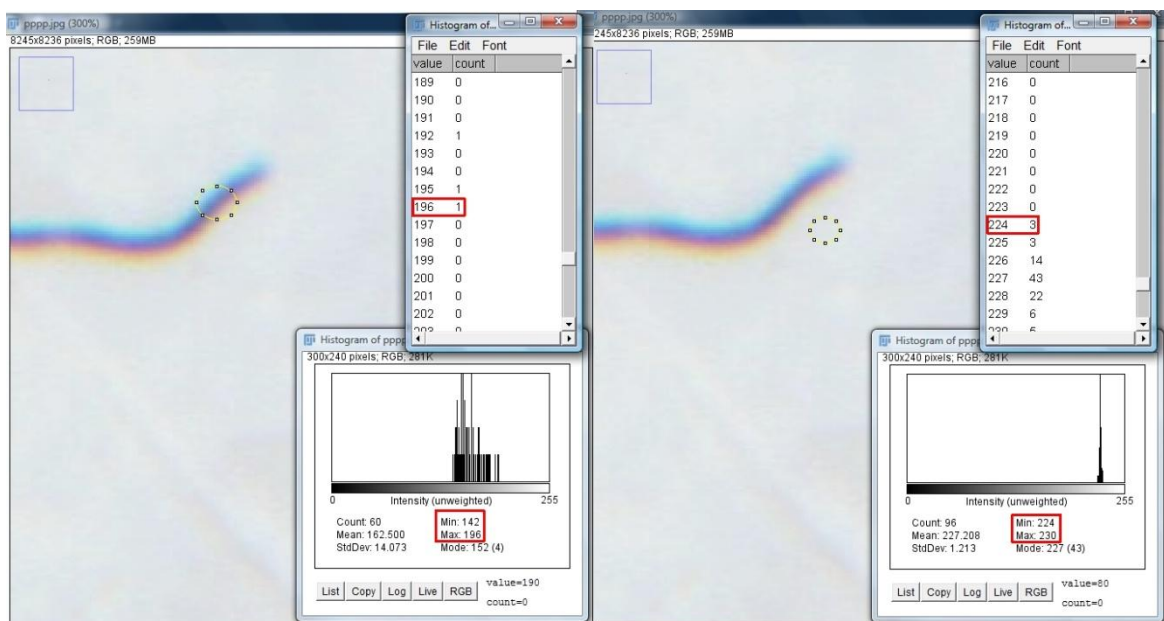 pppp.jpg (300%)
8245x8236 pixels; RGB; 259MB
Histogram of...
File Edit Font
value count
189 0
190 0
191 0
192 1
193 0
194 0
195 1
196 1
197 0
198 0
199 0
200 0
201 0
202 0
203 0
Histogram of pppp
300x240 pixels; RGB; 281K
0 Intensity (unweighted) 255
Count: 60 Min: 142
Mean: 162.500 Max: 196
StdDev: 14.073 Mode: 152 (4)
List Copy Log Live RGB value=190
count=0
pppp.jpg (300%)
245x8236 pixels; RGB; 259MB
Histogram of...
File Edit Font
value count
216 0
217 0
218 0
219 0
220 0
221 0
222 0
223 0
224 3
225 3
226 14
227 43
228 22
229 6
230 5
Histogram of ppp
300x240 pixels; RGB; 281K
0 Intensity (unweighted) 255
Count: 96 Min: 224
Mean: 227.208 Max: 230
StdDev: 1.213 Mode: 227 (43)
List Copy Log Live RGB value=80
count=0